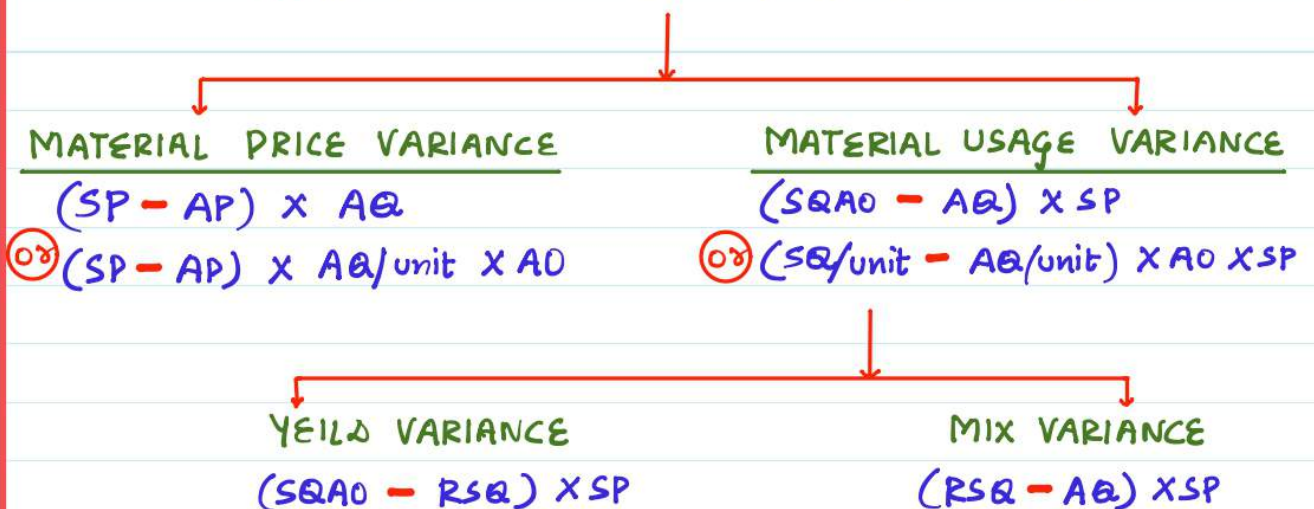 MATERIAL PRICE VARIANCE
(SP - AP) X AQ
or (SP - AP) X AQ/unit X AO
MATERIAL USAGE VARIANCE
(SQAO - AQ) X SP
or (SQ/unit - AQ/unit) X AO X SP
YEILD VARIANCE
(SQAO - RSQ) X SP
MIX VARIANCE
(RSQ - AQ) X SP